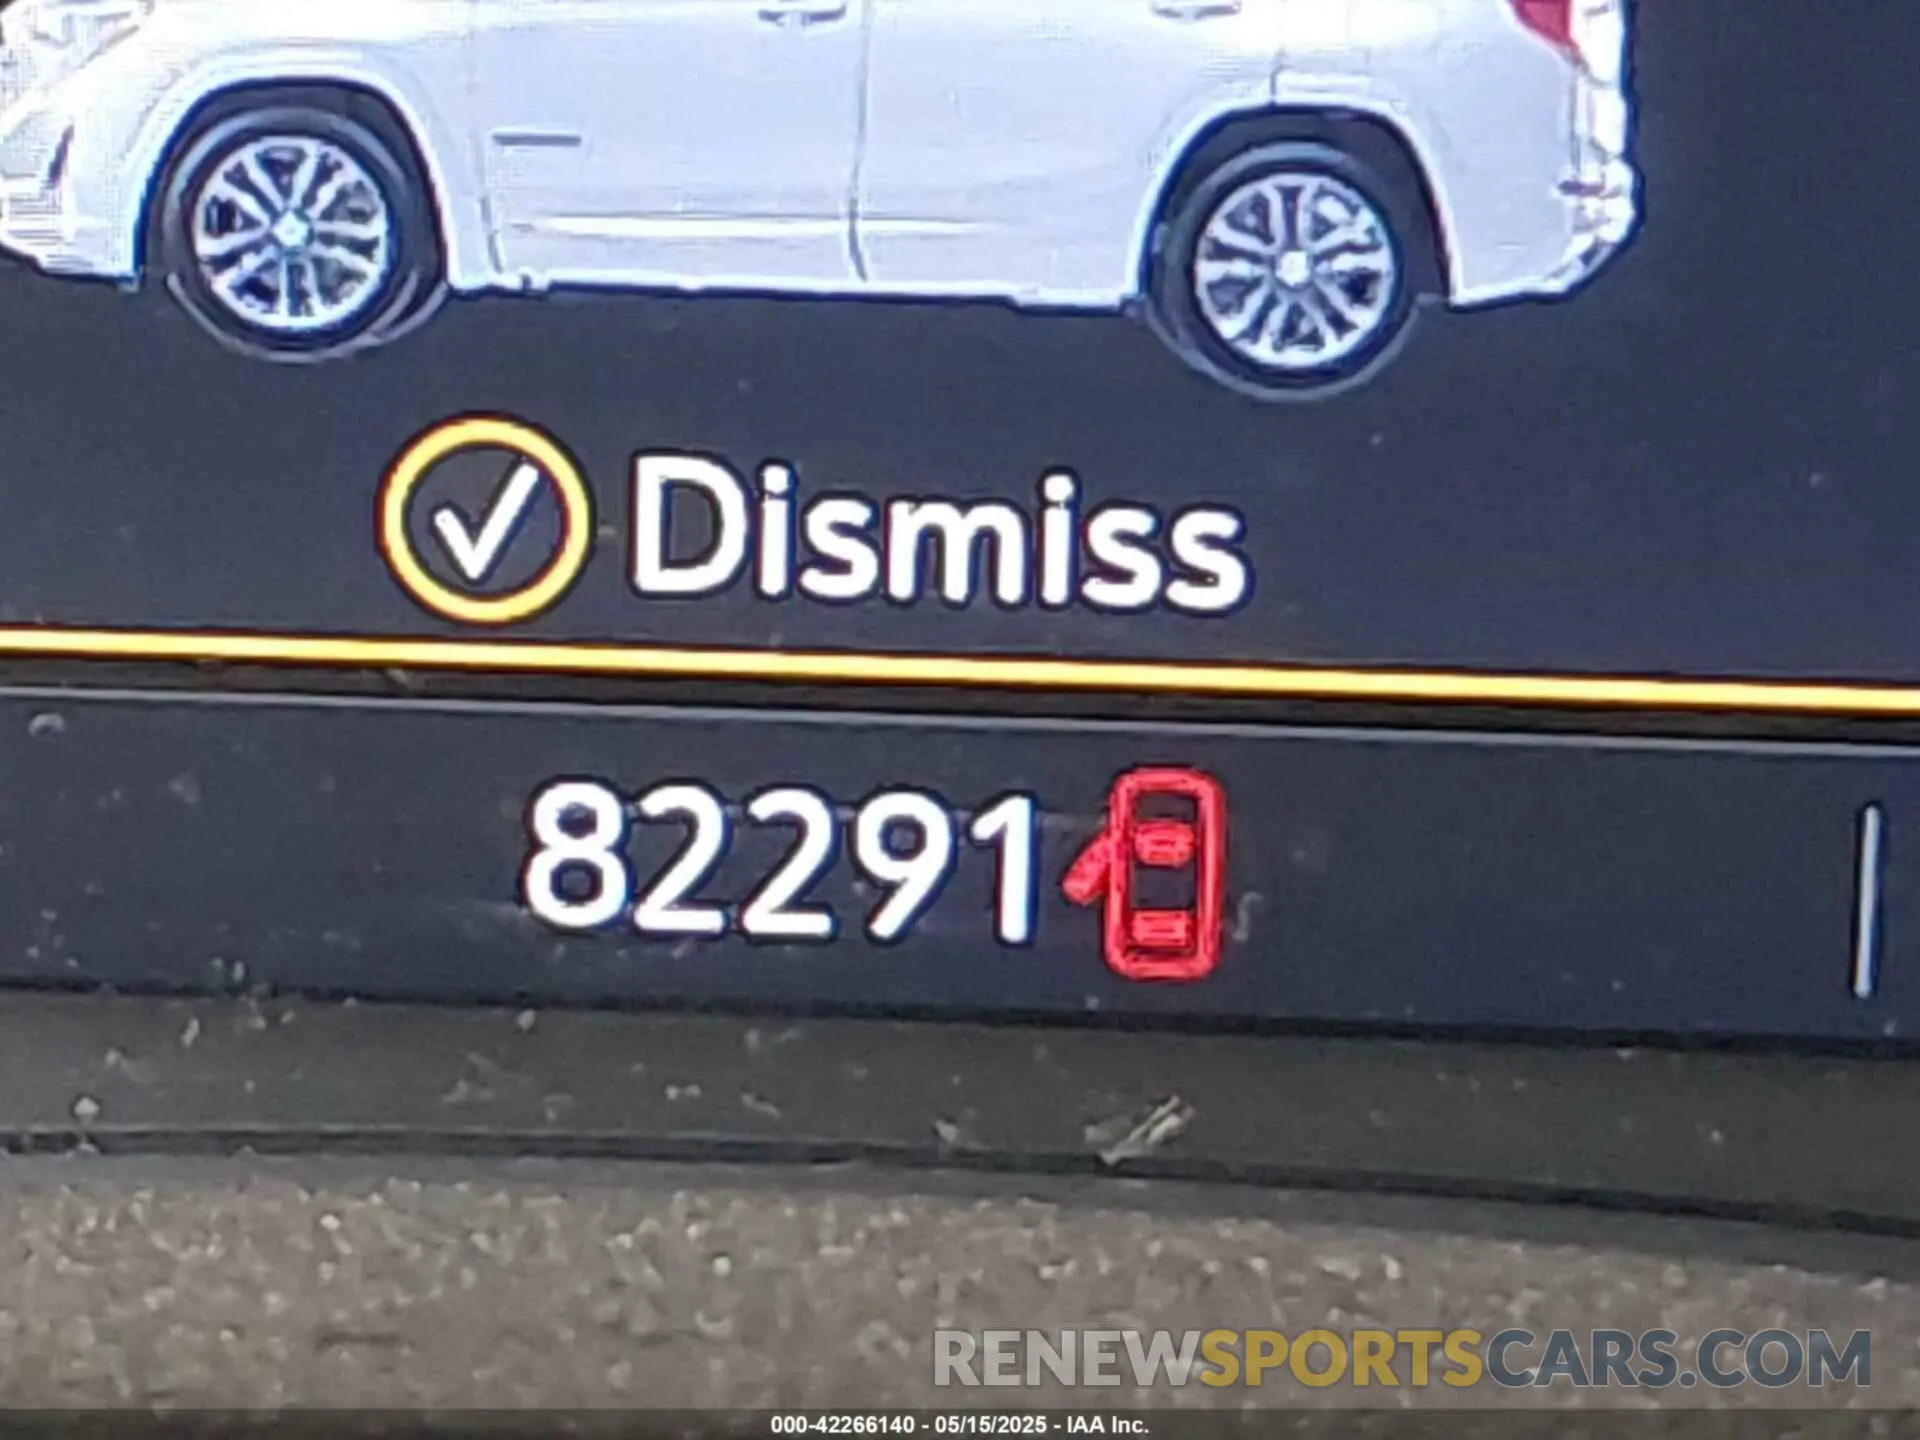 Dismiss
82291
RENEWSPORTSCARS.COM
000-42266140 - 05/15/2025 - IAA Inc.